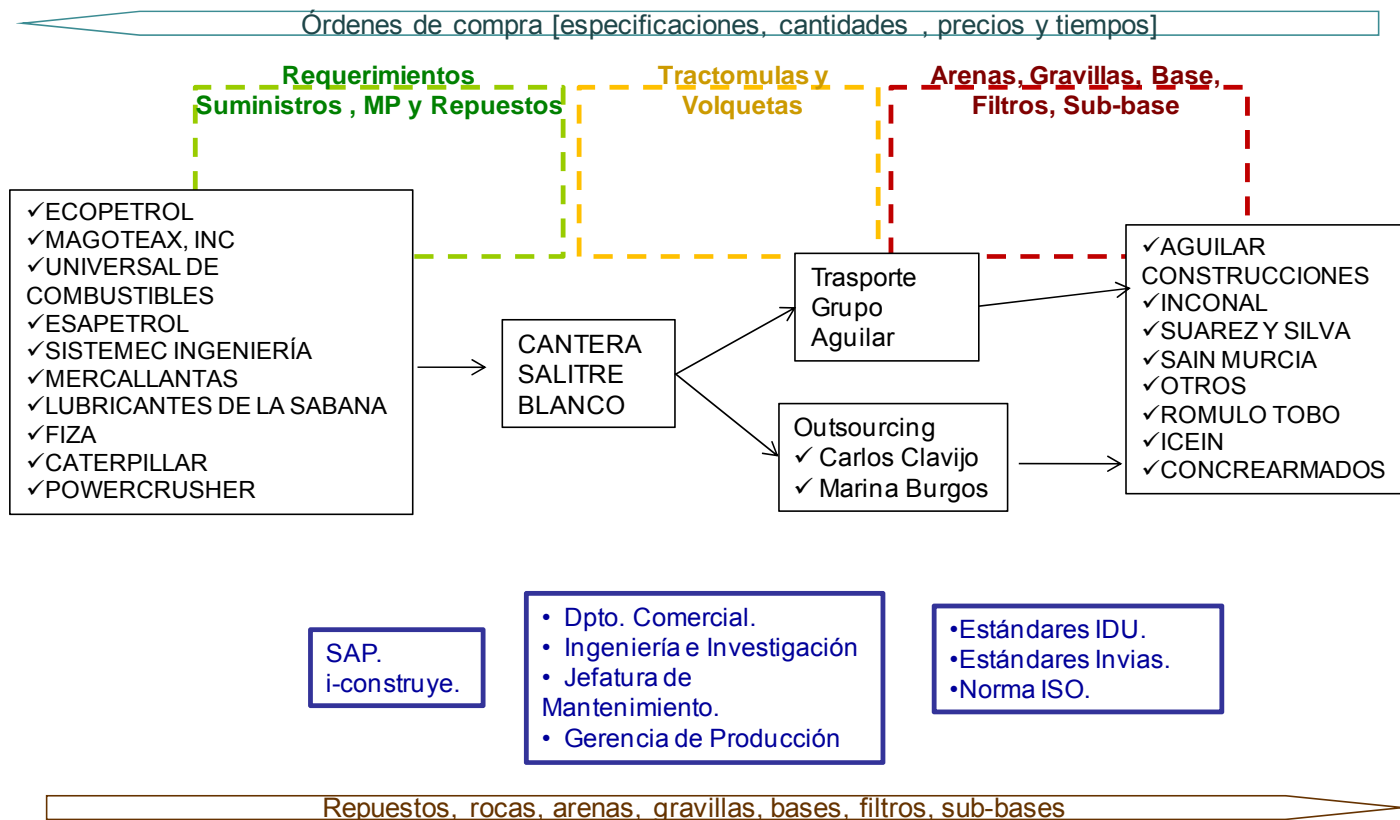 Órdenes de compra [especificaciones, cantidades , precios y tiempos]
Requerimientos
Suministros , MP y Repuestos
Tractomulas y
Volquetas
Arenas, Gravillas, Base,
Filtros, Sub-base
✓ECOPETROL
✓MAGOTEAX, INC
✓UNIVERSAL DE
COMBUSTIBLES
✓ESAPETROL
✓SISTEMEC INGENIERÍA
✓MERCALLANTAS
✓LUBRICANTES DE LA SABANA
✓FIZA
✓CATERPILLAR
✓POWERCRUSHER
CANTERA
SALITRE
BLANCO
Trasporte
Grupo
Aguilar
Outsourcing
✓ Carlos Clavijo
✓ Marina Burgos
✓AGUILAR
CONSTRUCCIONES
✓INCONAL
✓SUAREZ Y SILVA
✓SAIN MURCIA
✓OTROS
✓ROMULO TOBO
✓ICEIN
✓CONCREARMADOS
SAP.
i-construye.
• Dpto. Comercial.
• Ingeniería e Investigación
• Jefatura de
Mantenimiento.
• Gerencia de Producción
•Estándares IDU.
•Estándares Invias.
•Norma ISO.
Repuestos, rocas, arenas, gravillas, bases, filtros, sub-bases